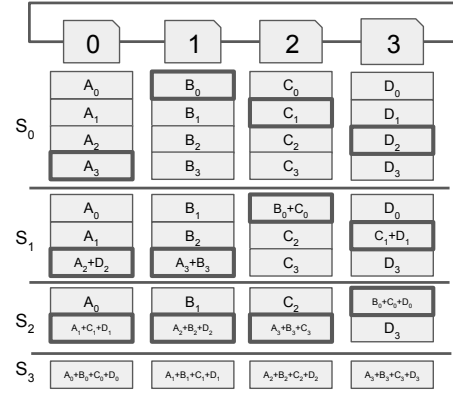 0 1 2 3
A₀ B₀ C₀ D₀
A₁ B₁ C₁ D₁
S₀
A₂ B₂ C₂ D₂
A₃ B₃ C₃ D₃
A₀ B₁ B₀+C₀ D₀
S₁ A₁ B₂ C₂ C₁+D₁
A₂+D₂ A₃+B₃ C₃ D₃
A₀ B₁ C₂ B₀+C₀+D₀
S₂ A₁+C₁+D₁ A₂+B₂+D₂ A₃+B₃+C₃ D₃
S₃ A₀+B₀+C₀+D₀ A₁+B₁+C₁+D₁ A₂+B₂+C₂+D₂ A₃+B₃+C₃+D₃